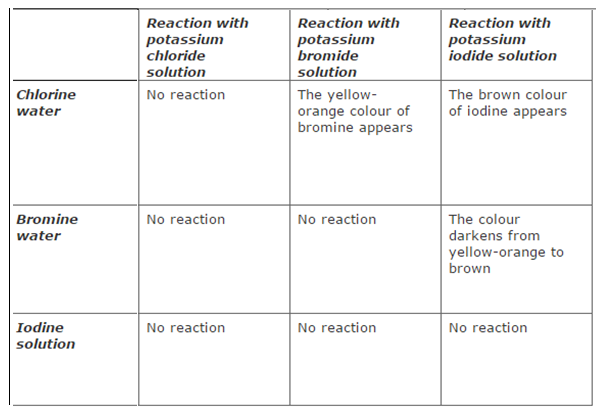 Reaction with
potassium
chloride
solution
Reaction with
potassium
bromide
solution
Reaction with
potassium
iodide solution
Chlorine
water
No reaction
The yellow-
orange colour of
bromine appears
The brown colour
of iodine appears
Bromine
water
No reaction
No reaction
The colour
darkens from
yellow-orange to
brown
Iodine
solution
No reaction
No reaction
No reaction